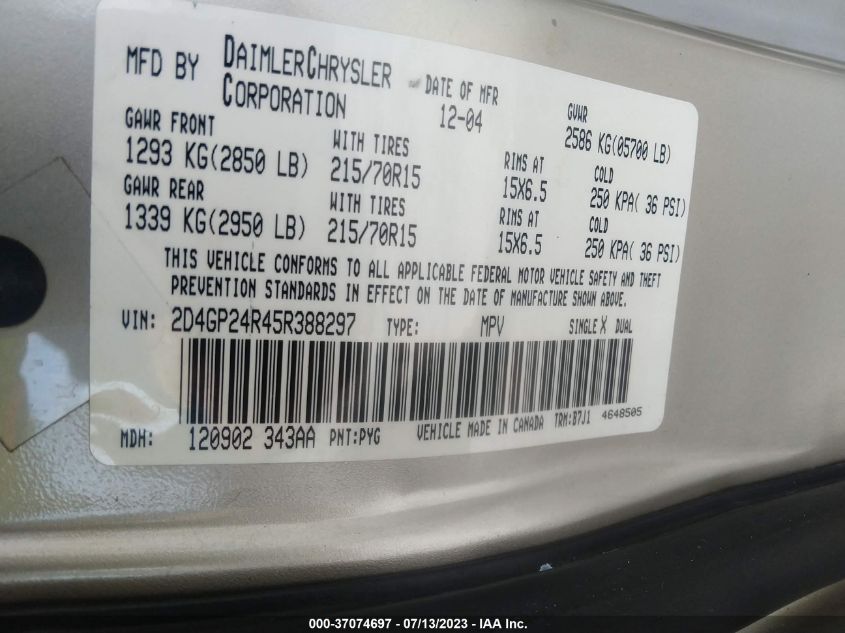 MFD BY DAIMLERCHRYSLER CORPORATION DATE OF MFR 12-04 GVWR 2586 KG(05700 LB)
GAWR FRONT WITH TIRES RIMS AT COLD
1293 KG(2850 LB) 215/70R15 15X6.5 250 KPA( 36 PSI)
GAWR REAR WITH TIRES RIMS AT COLD
1339 KG(2950 LB) 215/70R15 15X6.5 250 KPA( 36 PSI)
THIS VEHICLE CONFORMS TO ALL APPLICABLE FEDERAL MOTOR VEHICLE SAFETY AND THEFT
PREVENTION STANDARDS IN EFFECT ON THE DATE OF MANUFACTURE SHOWN ABOVE.
VIN: 2D4GP24R45R388297 TYPE: MPV SINGLE X DUAL
MDH: 120902 343AA PNT:PYG VEHICLE MADE IN CANADA TRM:B7J1 4648505
000-37074697 - 07/13/2023 - IAA Inc.